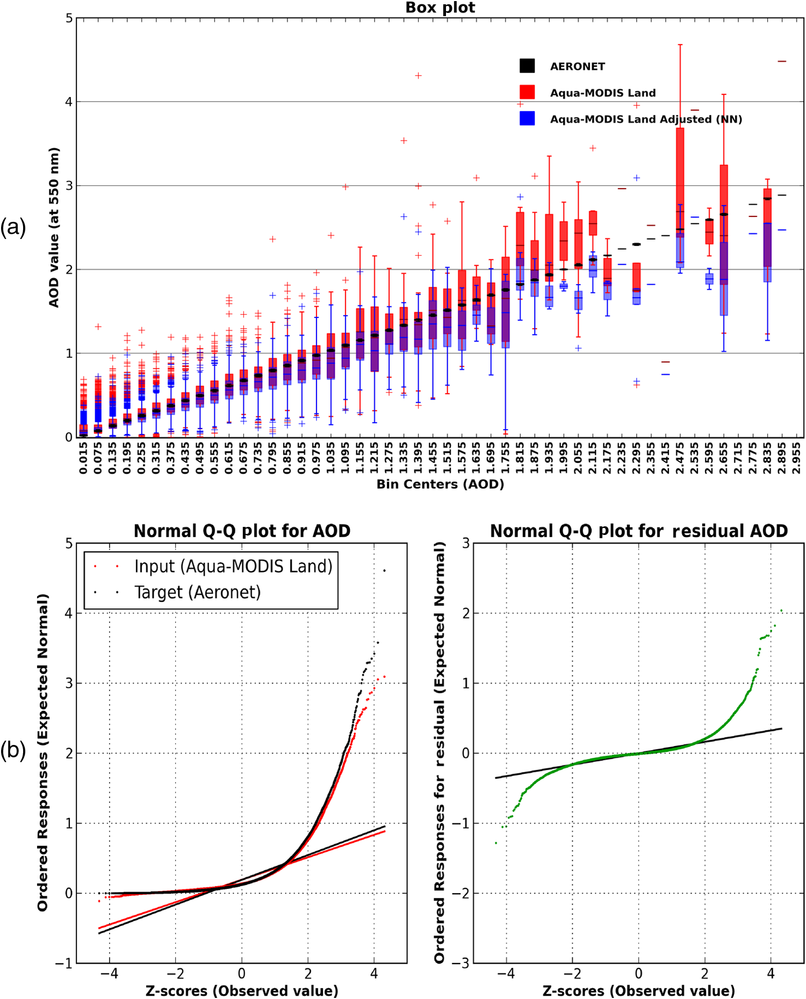 Box plot
5
4
3
2
1
0
AOD value (at 550 nm)
(a)
AERONET
Aqua-MODIS Land
Aqua-MODIS Land Adjusted (NN)
0.015 0.075 0.135 0.195 0.255 0.315 0.375 0.435 0.495 0.555 0.615 0.675 0.735 0.795 0.855 0.915 0.975 1.035 1.095 1.155 1.215 1.275 1.335 1.395 1.455 1.515 1.575 1.635 1.695 1.755 1.815 1.875 1.935 1.995 2.055 2.115 2.175 2.235 2.295 2.355 2.415 2.475 2.535 2.595 2.655 2.715 2.775 2.835 2.895 2.955
Bin Centers (AOD)
(b)
Normal Q-Q plot for AOD
5
4
3
2
1
0
−1
Ordered Responses (Expected Normal)
Input (Aqua-MODIS Land)
Target (Aeronet)
−4 −2 0 2 4
Z-scores (Observed value)
Normal Q-Q plot for residual AOD
3
2
1
0
−1
−2
−3
Ordered Responses for residual (Expected Normal)
−4 −2 0 2 4
Z-scores (Observed value)